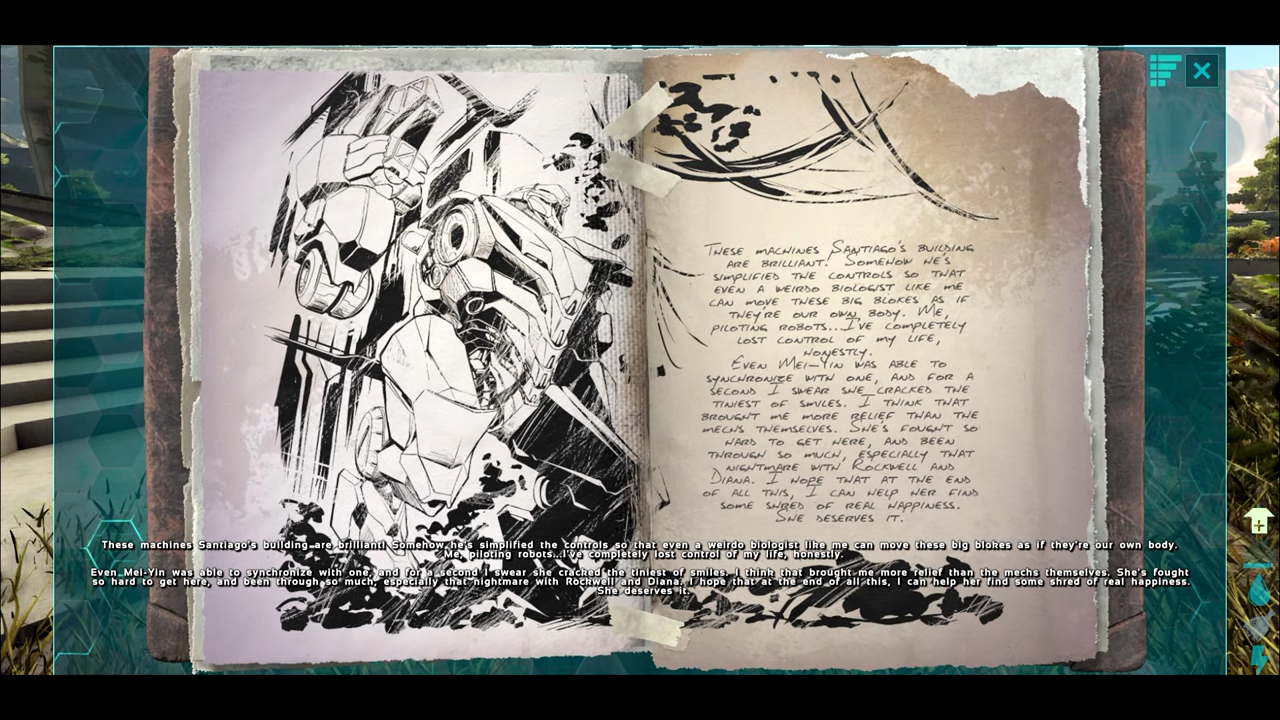 These machines Santiago's building
are brilliant! Somehow he's
simplified the controls so that
even a weirdo biologist like me
can move these big blokes as if
they're our own body. Me,
piloting robots...I've completely
lost control of my life,
honestly.
Even Mei-Yin was able to
synchronize with one, and for a
second I swear she cracked the
tiniest of smiles. I think that
brought me more relief than the
mechs themselves. She's fought so
hard to get here, and been
through so much, especially that
nightmare with Rockwell and
Diana. I hope that at the end
of all this, I can help her find
some shred of real happiness.
She deserves it.
These machines Santiago's building are brilliant! Somehow he's simplified the controls so that even a weirdo biologist like me can move these big blokes as if they're our own body.
Me, piloting robots...I've completely lost control of my life, honestly.
Even Mei-Yin was able to synchronize with one, and for a second I swear she cracked the tiniest of smiles. I think that brought me more relief than the mechs themselves. She's fought
so hard to get here, and been through so much, especially that nightmare with Rockwell and Diana. I hope that at the end of all this, I can help her find some shred of real happiness.
She deserves it.